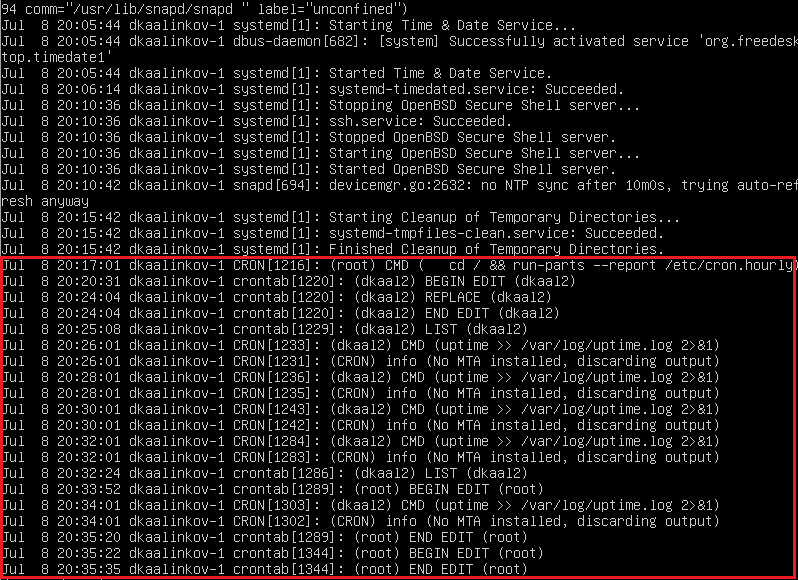 94 comm="/usr/lib/snapd/snapd " label="unconfined")
Jul  8 20:05:44 dkaalinkov-1 systemd[1]: Starting Time & Date Service...
Jul  8 20:05:44 dkaalinkov-1 dbus-daemon[682]: [system] Successfully activated service 'org.freedesk
top.timedate1'
Jul  8 20:05:44 dkaalinkov-1 systemd[1]: Started Time & Date Service.
Jul  8 20:06:14 dkaalinkov-1 systemd[1]: systemd-timedated.service: Succeeded.
Jul  8 20:10:36 dkaalinkov-1 systemd[1]: Stopping OpenBSD Secure Shell server...
Jul  8 20:10:36 dkaalinkov-1 systemd[1]: ssh.service: Succeeded.
Jul  8 20:10:36 dkaalinkov-1 systemd[1]: Stopped OpenBSD Secure Shell server.
Jul  8 20:10:36 dkaalinkov-1 systemd[1]: Starting OpenBSD Secure Shell server...
Jul  8 20:10:36 dkaalinkov-1 systemd[1]: Started OpenBSD Secure Shell server.
Jul  8 20:10:42 dkaalinkov-1 snapd[694]: devicemgr.go:2632: no NTP sync after 10m0s, trying auto-ref
resh anyway
Jul  8 20:15:42 dkaalinkov-1 systemd[1]: Starting Cleanup of Temporary Directories...
Jul  8 20:15:42 dkaalinkov-1 systemd[1]: systemd-tmpfiles-clean.service: Succeeded.
Jul  8 20:15:42 dkaalinkov-1 systemd[1]: Finished Cleanup of Temporary Directories.
Jul  8 20:17:01 dkaalinkov-1 CRON[1216]: (root) CMD (   cd / && run-parts --report /etc/cron.hourly)
Jul  8 20:20:31 dkaalinkov-1 crontab[1220]: (dkaal2) BEGIN EDIT (dkaal2)
Jul  8 20:24:04 dkaalinkov-1 crontab[1220]: (dkaal2) REPLACE (dkaal2)
Jul  8 20:24:04 dkaalinkov-1 crontab[1220]: (dkaal2) END EDIT (dkaal2)
Jul  8 20:25:08 dkaalinkov-1 crontab[1229]: (dkaal2) LIST (dkaal2)
Jul  8 20:26:01 dkaalinkov-1 CRON[1233]: (dkaal2) CMD (uptime >> /var/log/uptime.log 2>&1)
Jul  8 20:26:01 dkaalinkov-1 CRON[1231]: (CRON) info (No MTA installed, discarding output)
Jul  8 20:28:01 dkaalinkov-1 CRON[1236]: (dkaal2) CMD (uptime >> /var/log/uptime.log 2>&1)
Jul  8 20:28:01 dkaalinkov-1 CRON[1235]: (CRON) info (No MTA installed, discarding output)
Jul  8 20:30:01 dkaalinkov-1 CRON[1243]: (dkaal2) CMD (uptime >> /var/log/uptime.log 2>&1)
Jul  8 20:30:01 dkaalinkov-1 CRON[1242]: (CRON) info (No MTA installed, discarding output)
Jul  8 20:32:01 dkaalinkov-1 CRON[1284]: (dkaal2) CMD (uptime >> /var/log/uptime.log 2>&1)
Jul  8 20:32:01 dkaalinkov-1 CRON[1283]: (CRON) info (No MTA installed, discarding output)
Jul  8 20:32:24 dkaalinkov-1 crontab[1286]: (dkaal2) LIST (dkaal2)
Jul  8 20:33:52 dkaalinkov-1 crontab[1289]: (root) BEGIN EDIT (root)
Jul  8 20:34:01 dkaalinkov-1 CRON[1303]: (dkaal2) CMD (uptime >> /var/log/uptime.log 2>&1)
Jul  8 20:34:01 dkaalinkov-1 CRON[1302]: (CRON) info (No MTA installed, discarding output)
Jul  8 20:35:20 dkaalinkov-1 crontab[1289]: (root) END EDIT (root)
Jul  8 20:35:22 dkaalinkov-1 crontab[1344]: (root) BEGIN EDIT (root)
Jul  8 20:35:35 dkaalinkov-1 crontab[1344]: (root) END EDIT (root)